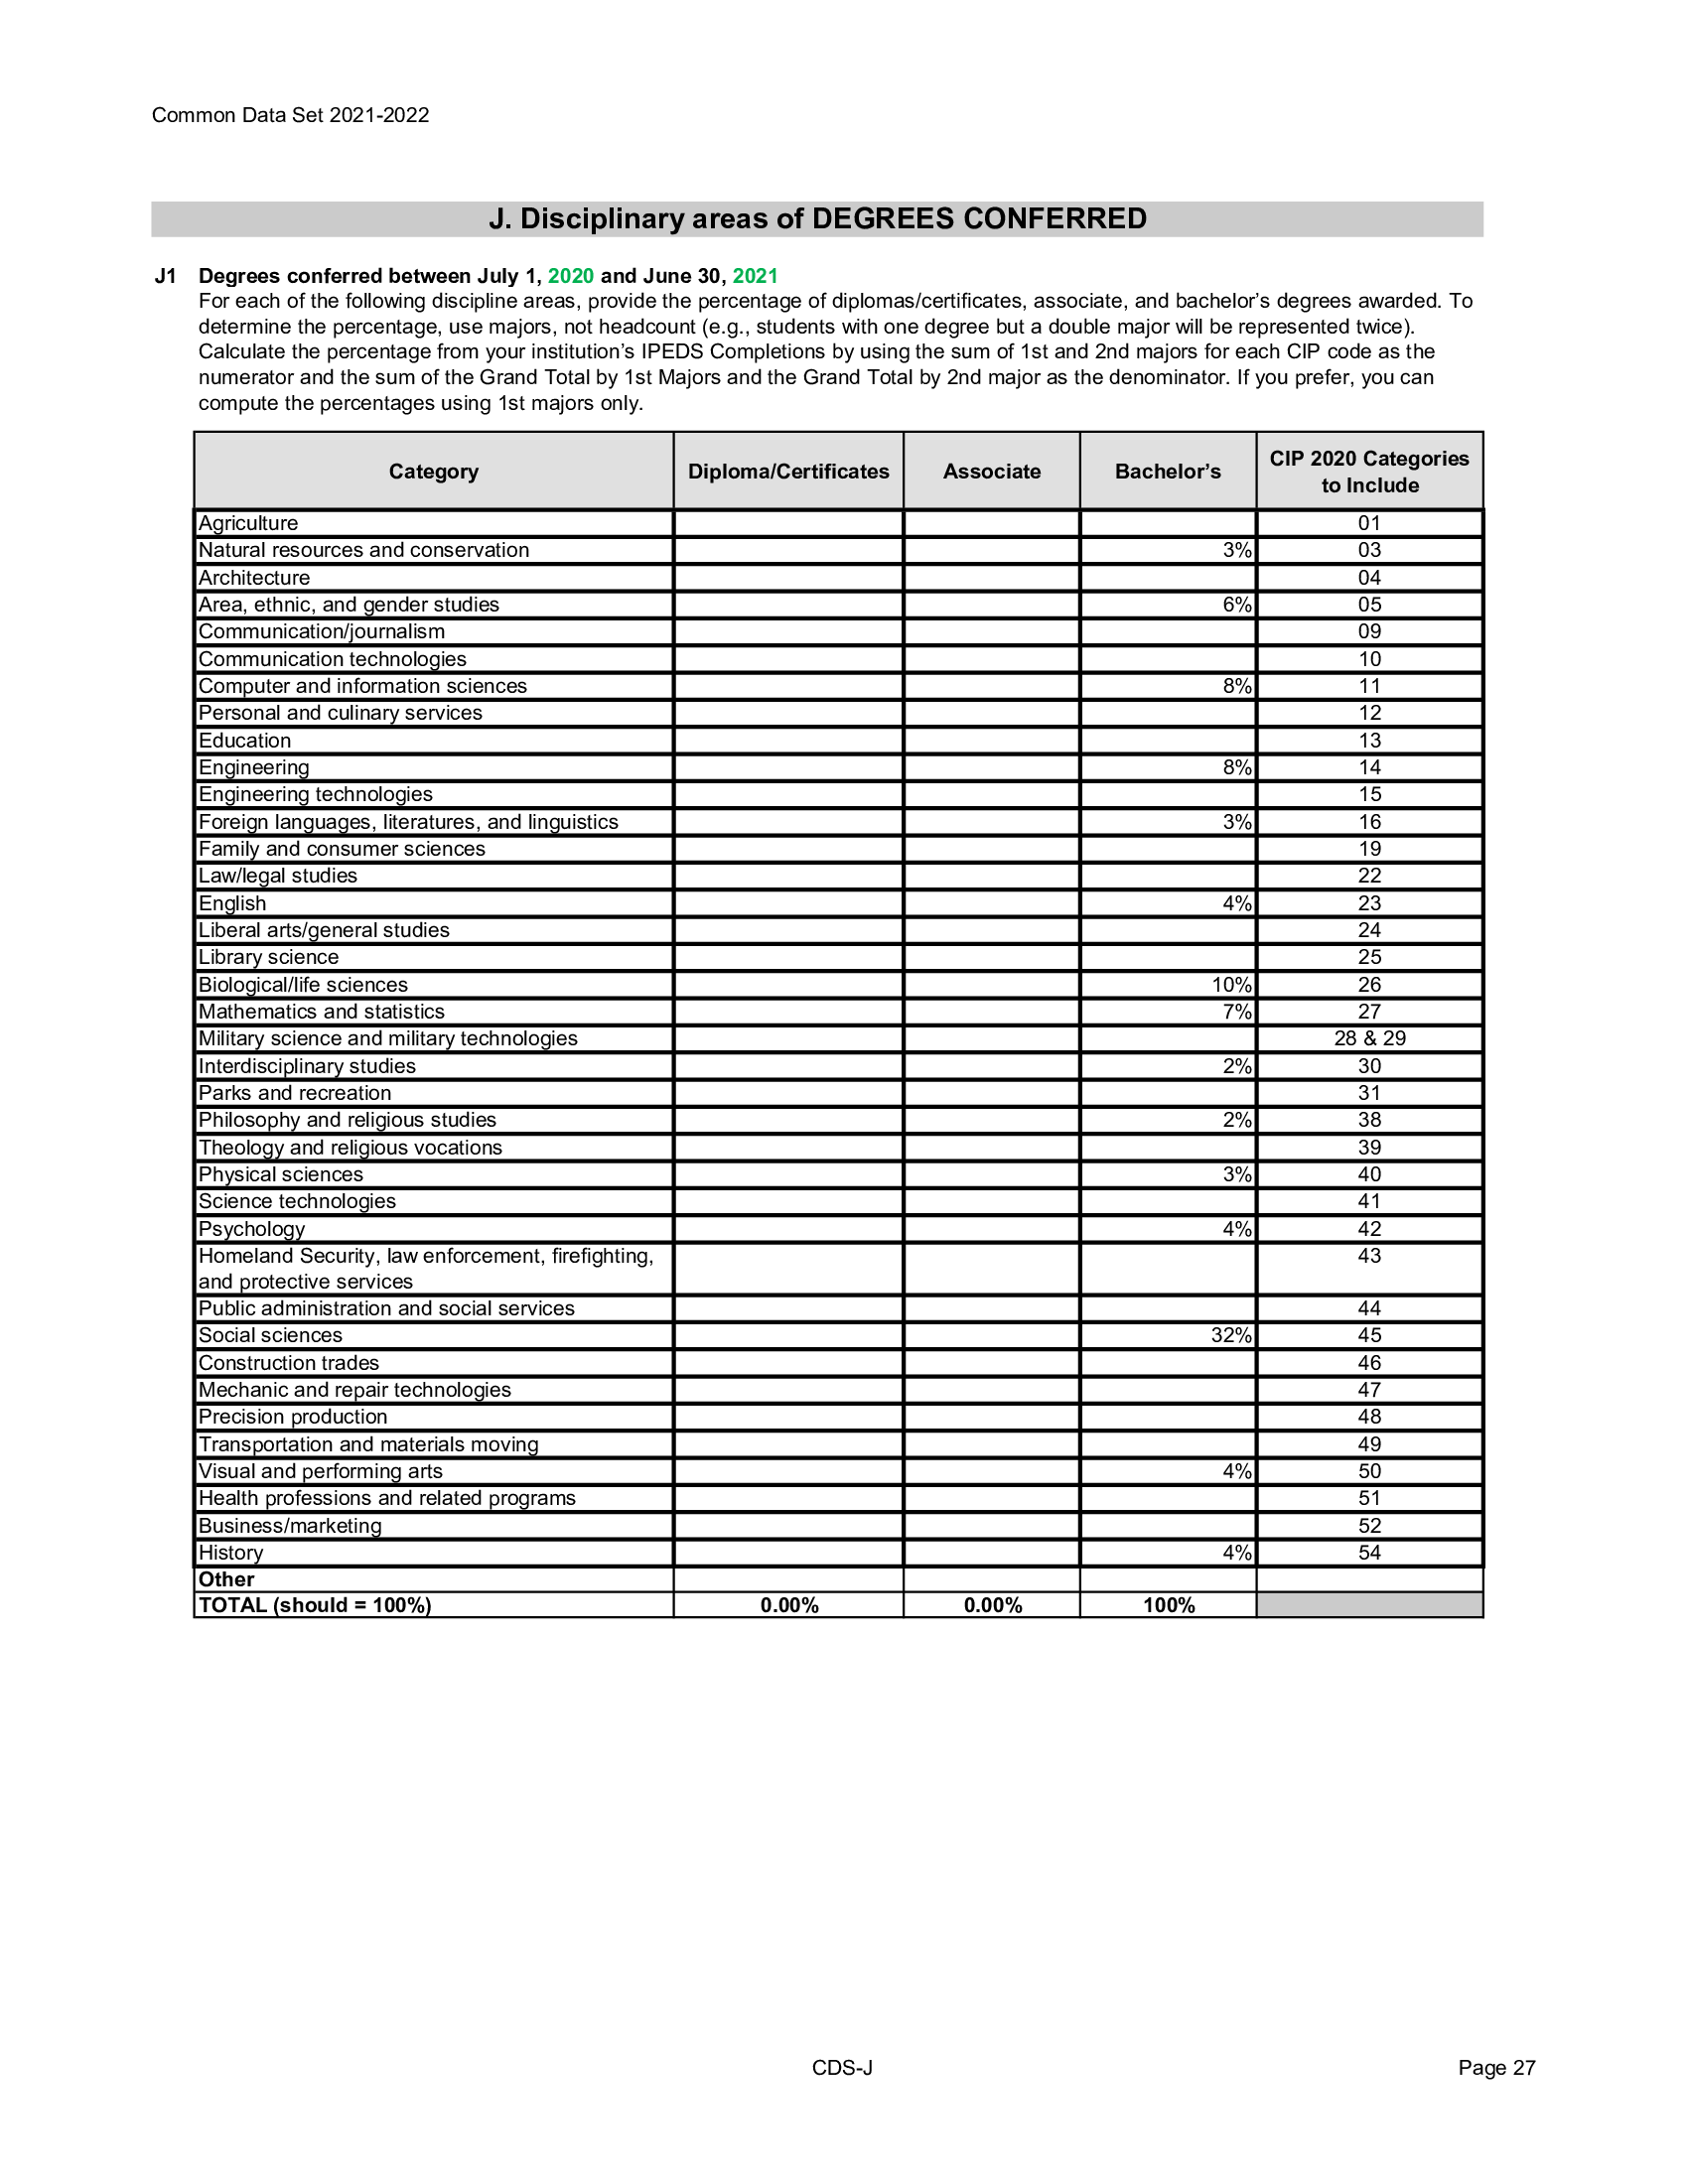 Common Data Set 2021-2022
J. Disciplinary areas of DEGREES CONFERRED
J1 Degrees conferred between July 1, 2020 and June 30, 2021
For each of the following discipline areas, provide the percentage of diplomas/certificates, associate, and bachelor’s degrees awarded. To
determine the percentage, use majors, not headcount (e.g., students with one degree but a double major will be represented twice).
Calculate the percentage from your institution’s IPEDS Completions by using the sum of 1st and 2nd majors for each CIP code as the
numerator and the sum of the Grand Total by 1st Majors and the Grand Total by 2nd major as the denominator. If you prefer, you can
compute the percentages using 1st majors only.
Category Diploma/Certificates Associate Bachelor’s CIP 2020 Categories
to Include
Agriculture 01
Natural resources and conservation 3% 03
Architecture 04
Area, ethnic, and gender studies 6% 05
Communication/journalism 09
Communication technologies 10
Computer and information sciences 8% 11
Personal and culinary services 12
Education 13
Engineering 8% 14
Engineering technologies 15
Foreign languages, literatures, and linguistics 3% 16
Family and consumer sciences 19
Law/legal studies 22
English 4% 23
Liberal arts/general studies 24
Library science 25
Biological/life sciences 10% 26
Mathematics and statistics 7% 27
Military science and military technologies 28 & 29
Interdisciplinary studies 2% 30
Parks and recreation 31
Philosophy and religious studies 2% 38
Theology and religious vocations 39
Physical sciences 3% 40
Science technologies 41
Psychology 4% 42
Homeland Security, law enforcement, firefighting, 43
and protective services
Public administration and social services 44
Social sciences 32% 45
Construction trades 46
Mechanic and repair technologies 47
Precision production 48
Transportation and materials moving 49
Visual and performing arts 4% 50
Health professions and related programs 51
Business/marketing 52
History 4% 54
Other
TOTAL (should = 100%) 0.00% 0.00% 100%
CDS-J Page 27